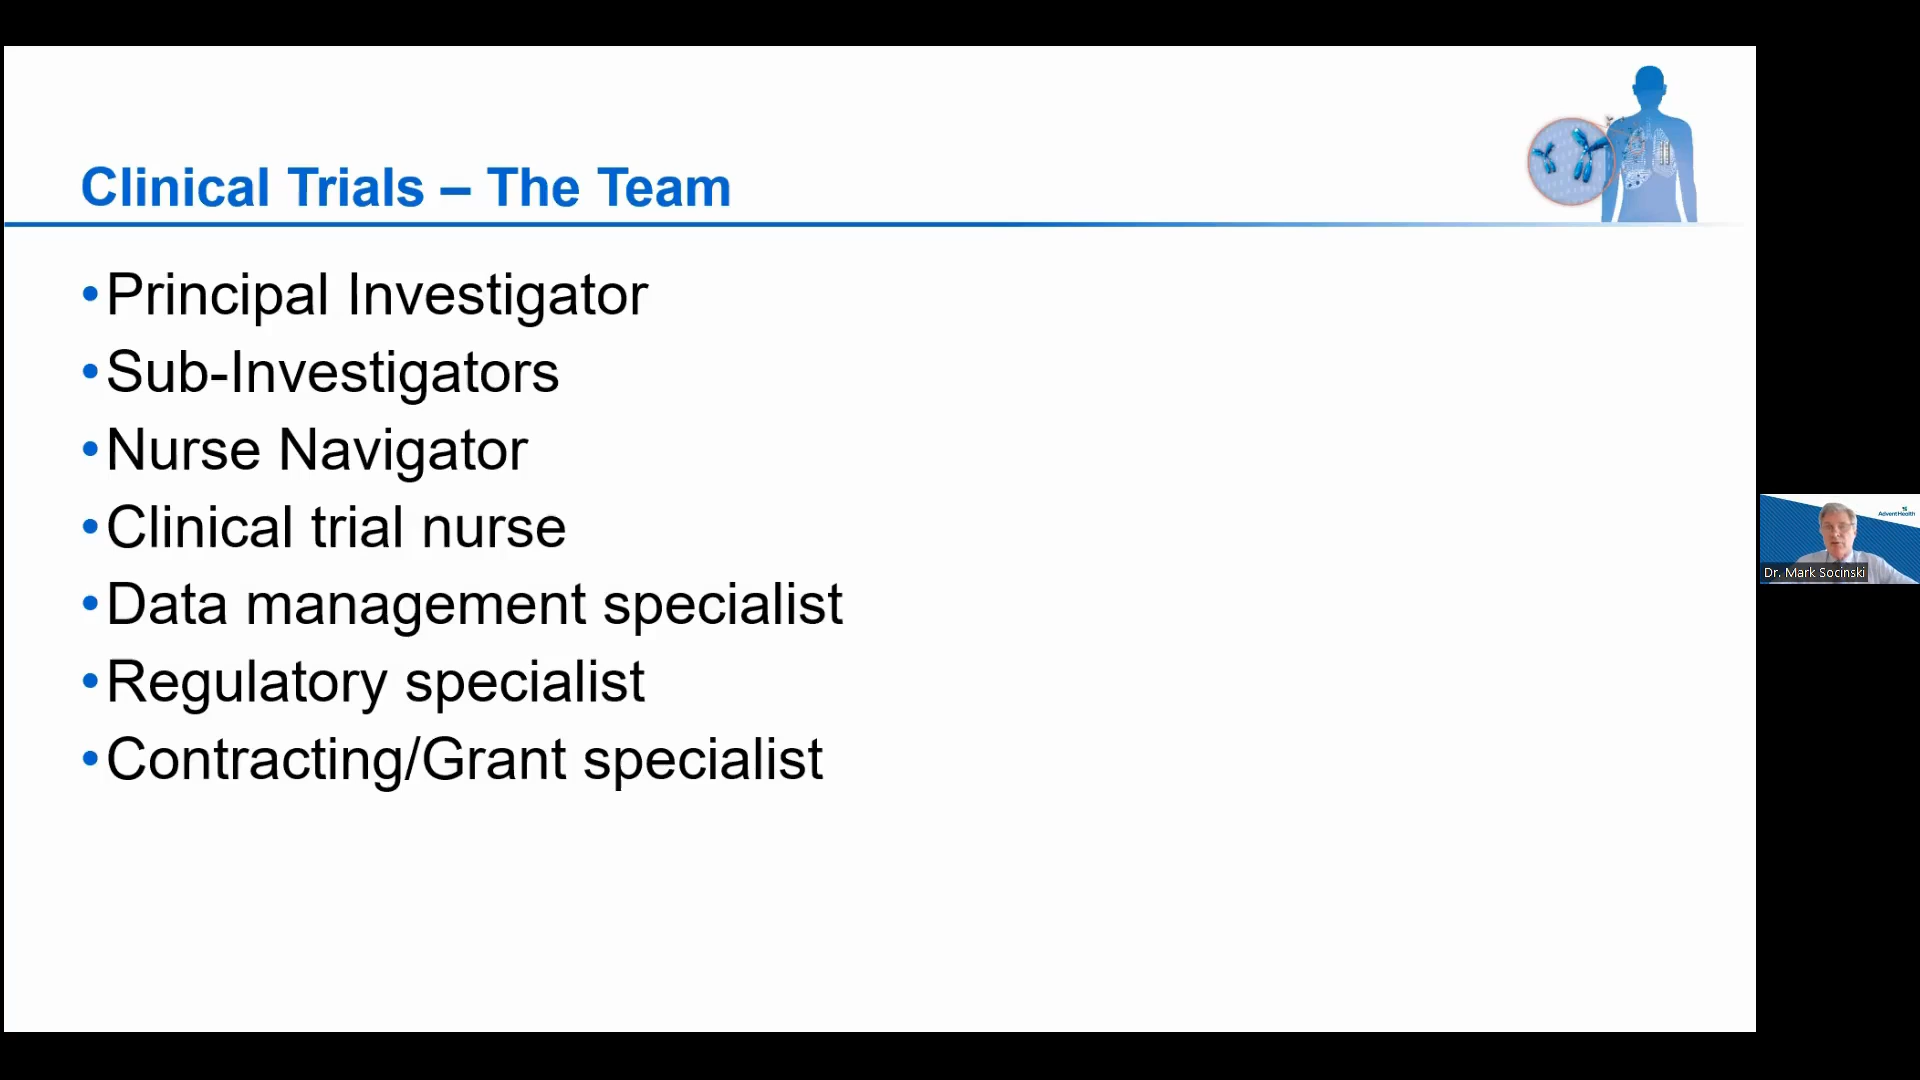 Clinical Trials – The Team
•Principal Investigator
•Sub-Investigators
•Nurse Navigator
•Clinical trial nurse
•Data management specialist
•Regulatory specialist
•Contracting/Grant specialist
AdventHealth
Dr. Mark Socinski